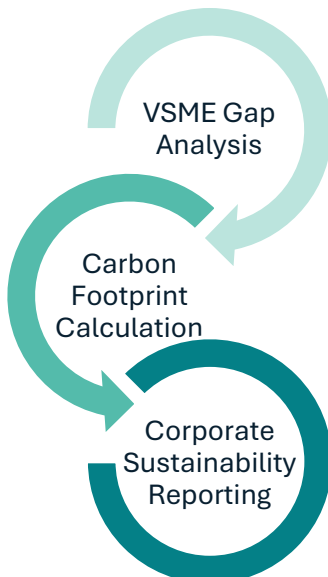 VSME Gap
Analysis
Carbon
Footprint
Calculation
Corporate
Sustainability
Reporting